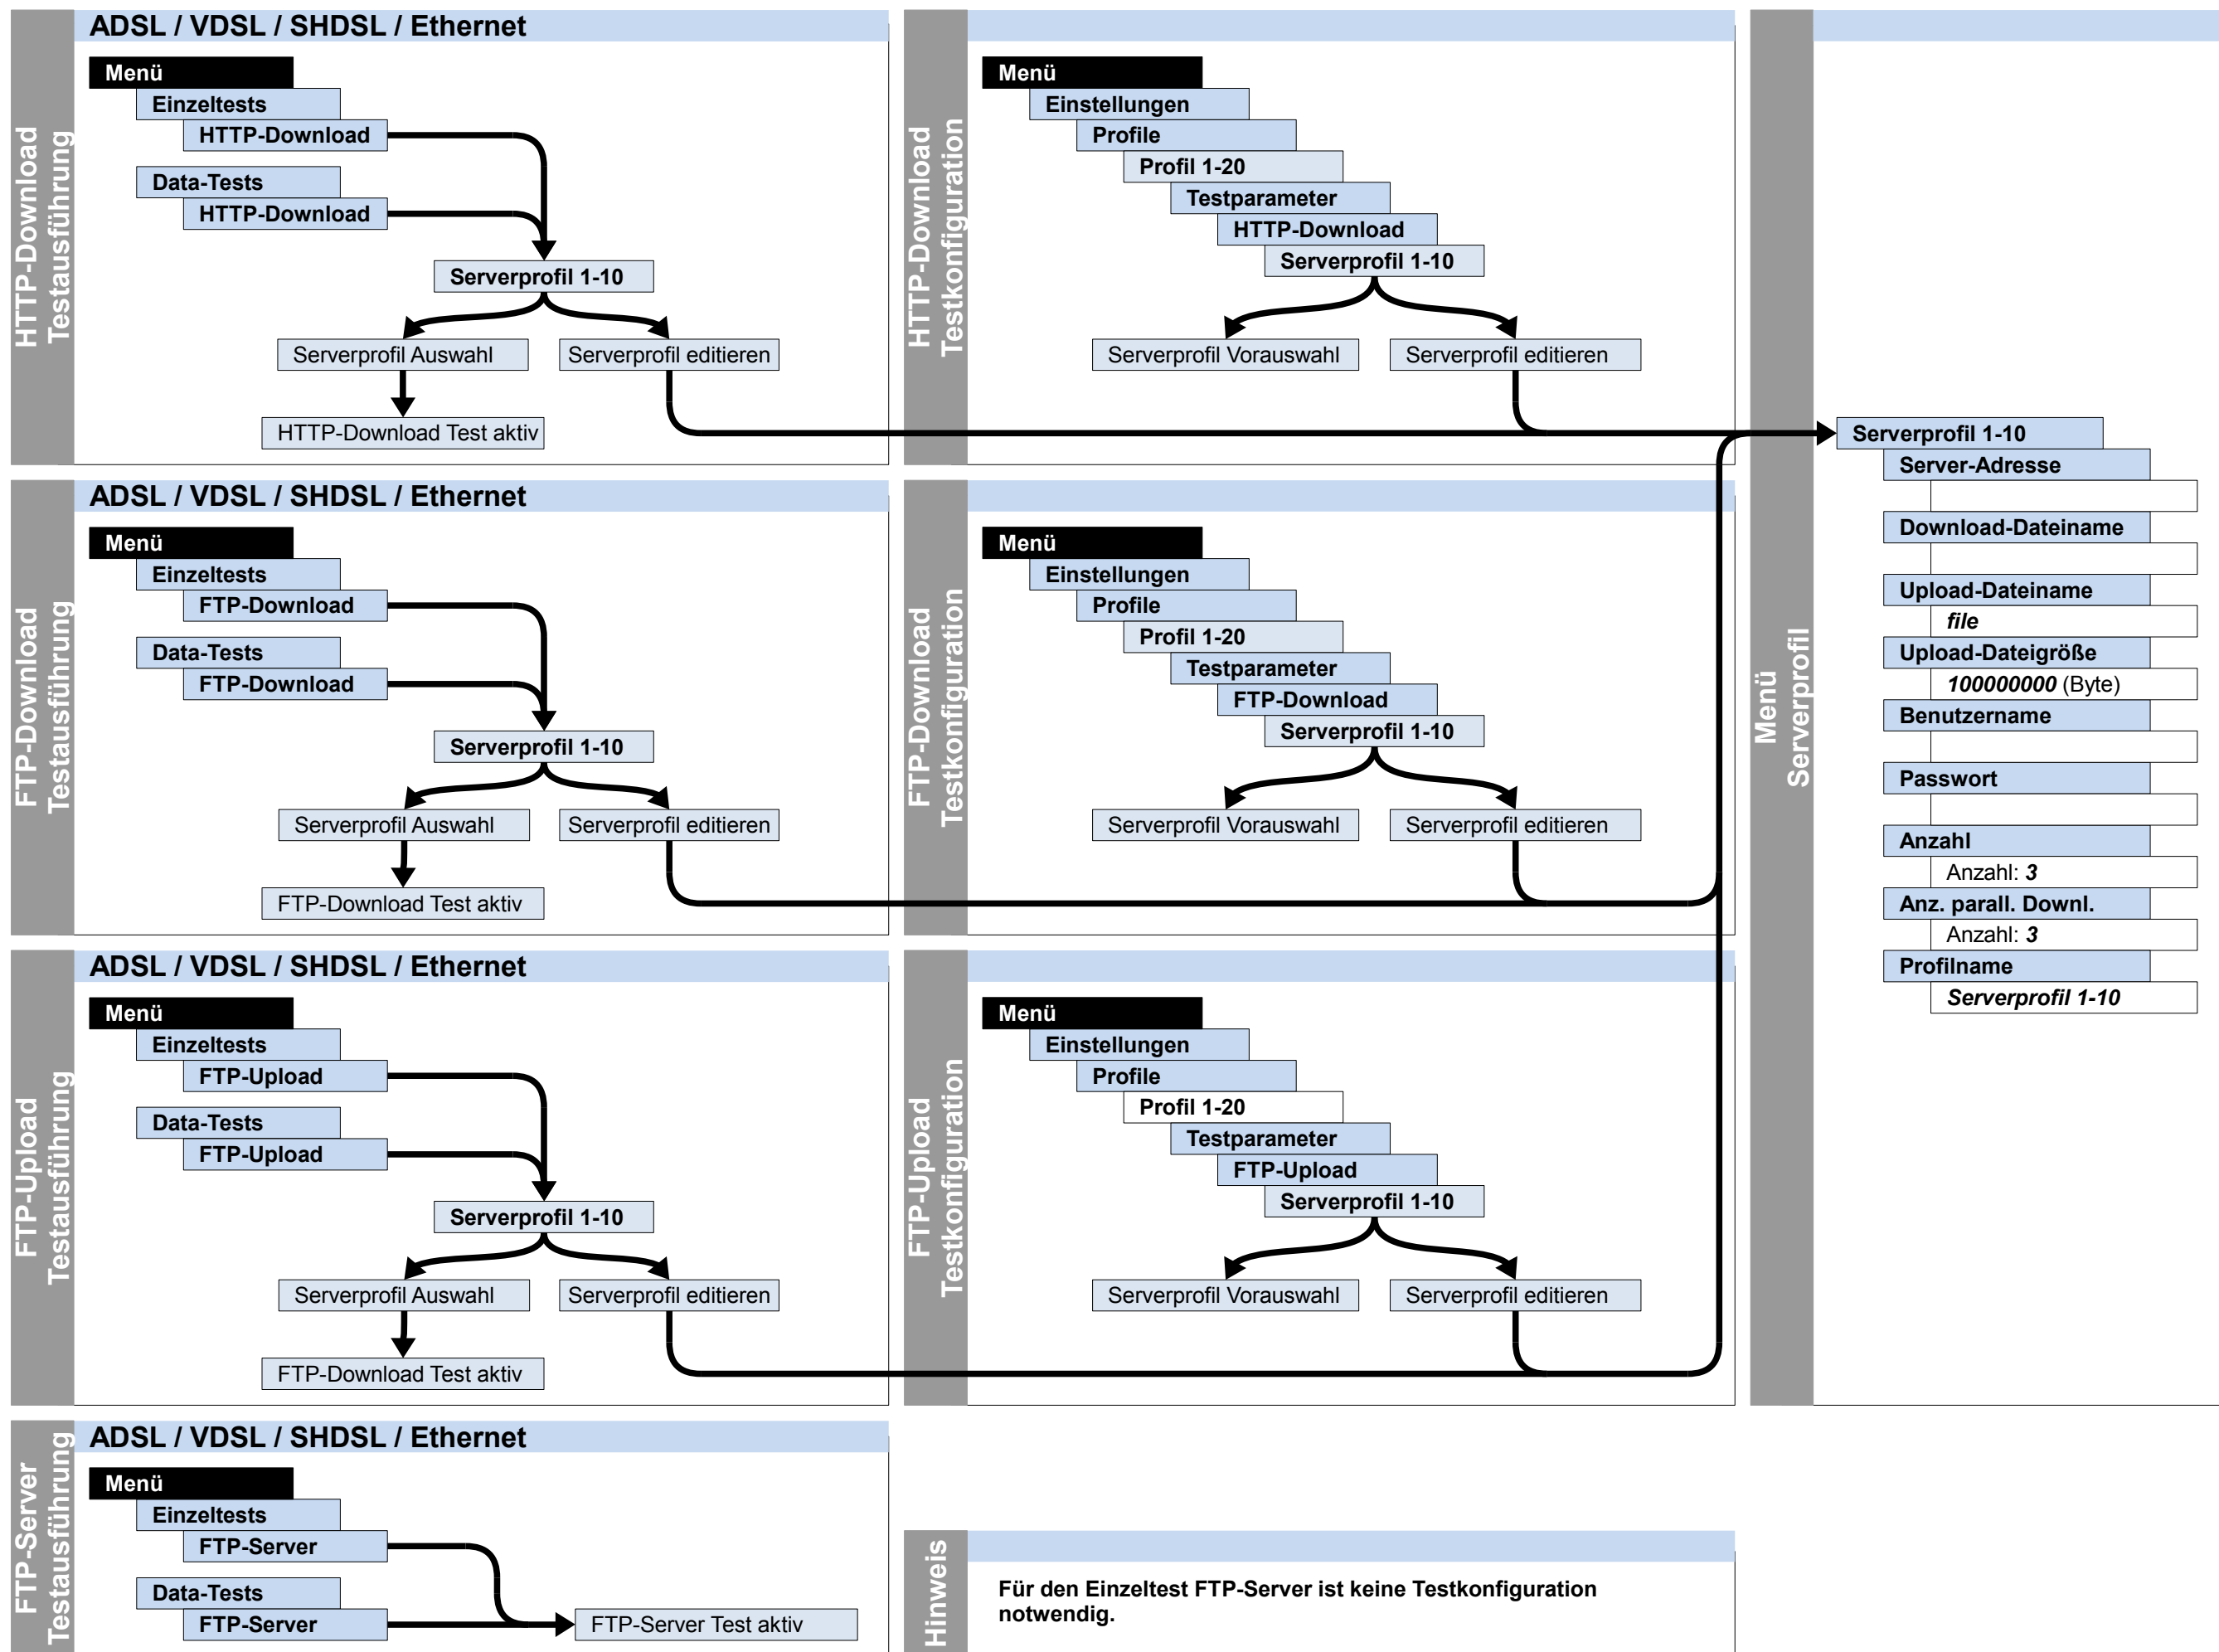 HTTP-Download
Testausführung
ADSL / VDSL / SHDSL / Ethernet
Menü
Einzeltests
HTTP-Download
Data-Tests
HTTP-Download
Serverprofil 1-10
Serverprofil Auswahl
Serverprofil editieren
HTTP-Download Test aktiv
HTTP-Download
Testkonfiguration
Menü
Einstellungen
Profile
Profil 1-20
Testparameter
HTTP-Download
Serverprofil 1-10
Serverprofil Vorauswahl
Serverprofil editieren
FTP-Download
Testausführung
ADSL / VDSL / SHDSL / Ethernet
Menü
Einzeltests
FTP-Download
Data-Tests
FTP-Download
Serverprofil 1-10
Serverprofil Auswahl
Serverprofil editieren
FTP-Download Test aktiv
FTP-Download
Testkonfiguration
Menü
Einstellungen
Profile
Profil 1-20
Testparameter
FTP-Download
Serverprofil 1-10
Serverprofil Vorauswahl
Serverprofil editieren
FTP-Upload
Testausführung
ADSL / VDSL / SHDSL / Ethernet
Menü
Einzeltests
FTP-Upload
Data-Tests
FTP-Upload
Serverprofil 1-10
Serverprofil Auswahl
Serverprofil editieren
FTP-Download Test aktiv
FTP-Upload
Testkonfiguration
Menü
Einstellungen
Profile
Profil 1-20
Testparameter
FTP-Upload
Serverprofil 1-10
Serverprofil Vorauswahl
Serverprofil editieren
Menü
Serverprofil
Serverprofil 1-10
Server-Adresse
Download-Dateiname
Upload-Dateiname
file
Upload-Dateigröße
100000000 (Byte)
Benutzername
Passwort
Anzahl
Anzahl: 3
Anz. parall. Downl.
Anzahl: 3
Profilname
Serverprofil 1-10
FTP-Server
Testausführung
ADSL / VDSL / SHDSL / Ethernet
Menü
Einzeltests
FTP-Server
Data-Tests
FTP-Server
FTP-Server Test aktiv
Hinweis
Für den Einzeltest FTP-Server ist keine Testkonfiguration
notwendig.